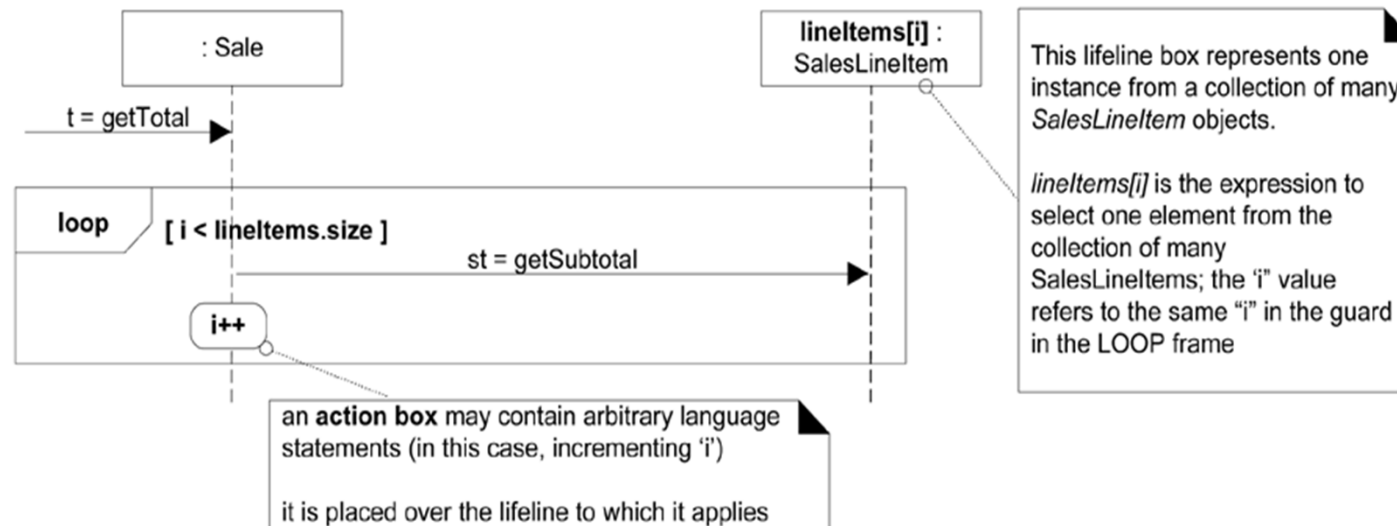 : Sale
lineItems[i] :
SalesLineItem
t = getTotal
loop
[ i < lineItems.size ]
st = getSubtotal
i++
This lifeline box represents one
instance from a collection of many
SalesLineItem objects.
lineItems[i] is the expression to
select one element from the
collection of many
SalesLineItems; the ‘i” value
refers to the same “i” in the guard
in the LOOP frame
an action box may contain arbitrary language
statements (in this case, incrementing ‘i’)
it is placed over the lifeline to which it applies